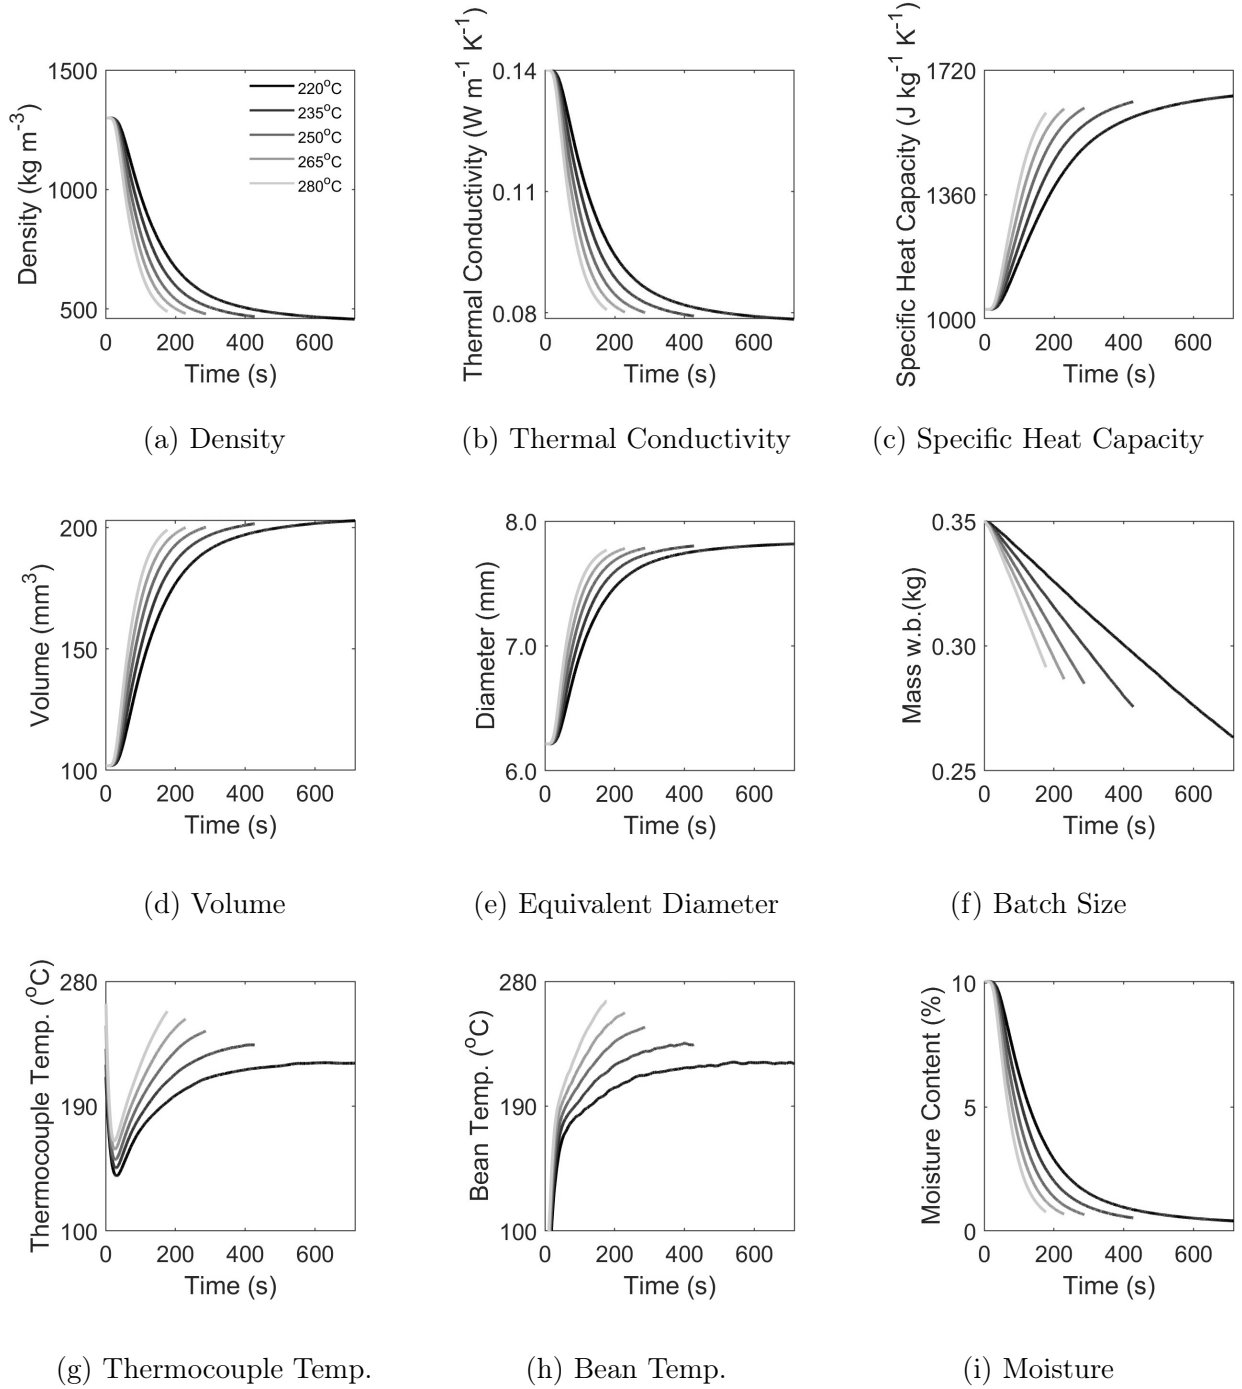 Density (kg m⁻³)
1500
1000
500
220°C
235°C
250°C
265°C
280°C
0 200 400 600
Time (s)
(a) Density
Thermal Conductivity (W m⁻¹ K⁻¹)
0.14
0.11
0.08
0 200 400 600
Time (s)
(b) Thermal Conductivity
Specific Heat Capacity (J kg⁻¹ K⁻¹)
1720
1360
1000
0 200 400 600
Time (s)
(c) Specific Heat Capacity
Volume (mm³)
200
150
100
0 200 400 600
Time (s)
(d) Volume
Diameter (mm)
8.0
7.0
6.0
0 200 400 600
Time (s)
(e) Equivalent Diameter
Mass w.b.(kg)
0.35
0.30
0.25
0 200 400 600
Time (s)
(f) Batch Size
Thermocouple Temp. (°C)
280
190
100
0 200 400 600
Time (s)
(g) Thermocouple Temp.
Bean Temp. (°C)
280
190
100
0 200 400 600
Time (s)
(h) Bean Temp.
Moisture Content (%)
10
5
0
0 200 400 600
Time (s)
(i) Moisture